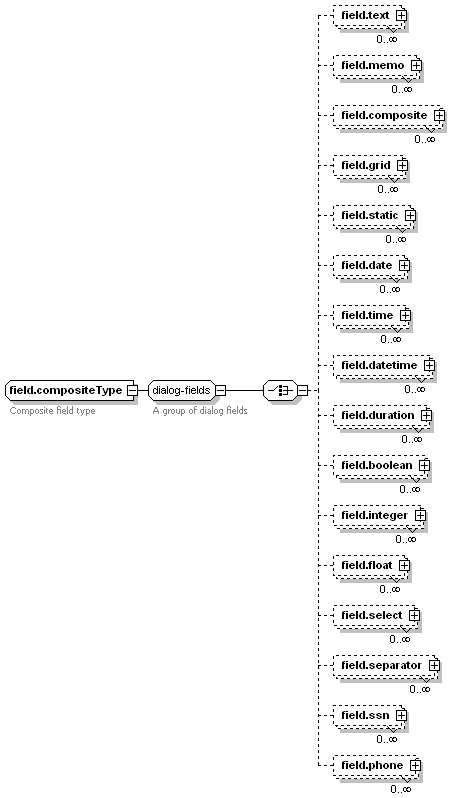 field.text
0..∞
field.memo
0..∞
field.composite
0..∞
field.grid
0..∞
field.static
0..∞
field.date
0..∞
field.time
0..∞
field.datetime
0..∞
field.compositeType
dialog-fields
Composite field type
A group of dialog fields
field.duration
0..∞
field.boolean
0..∞
field.integer
0..∞
field.float
0..∞
field.select
0..∞
field.separator
0..∞
field.ssn
0..∞
field.phone
0..∞